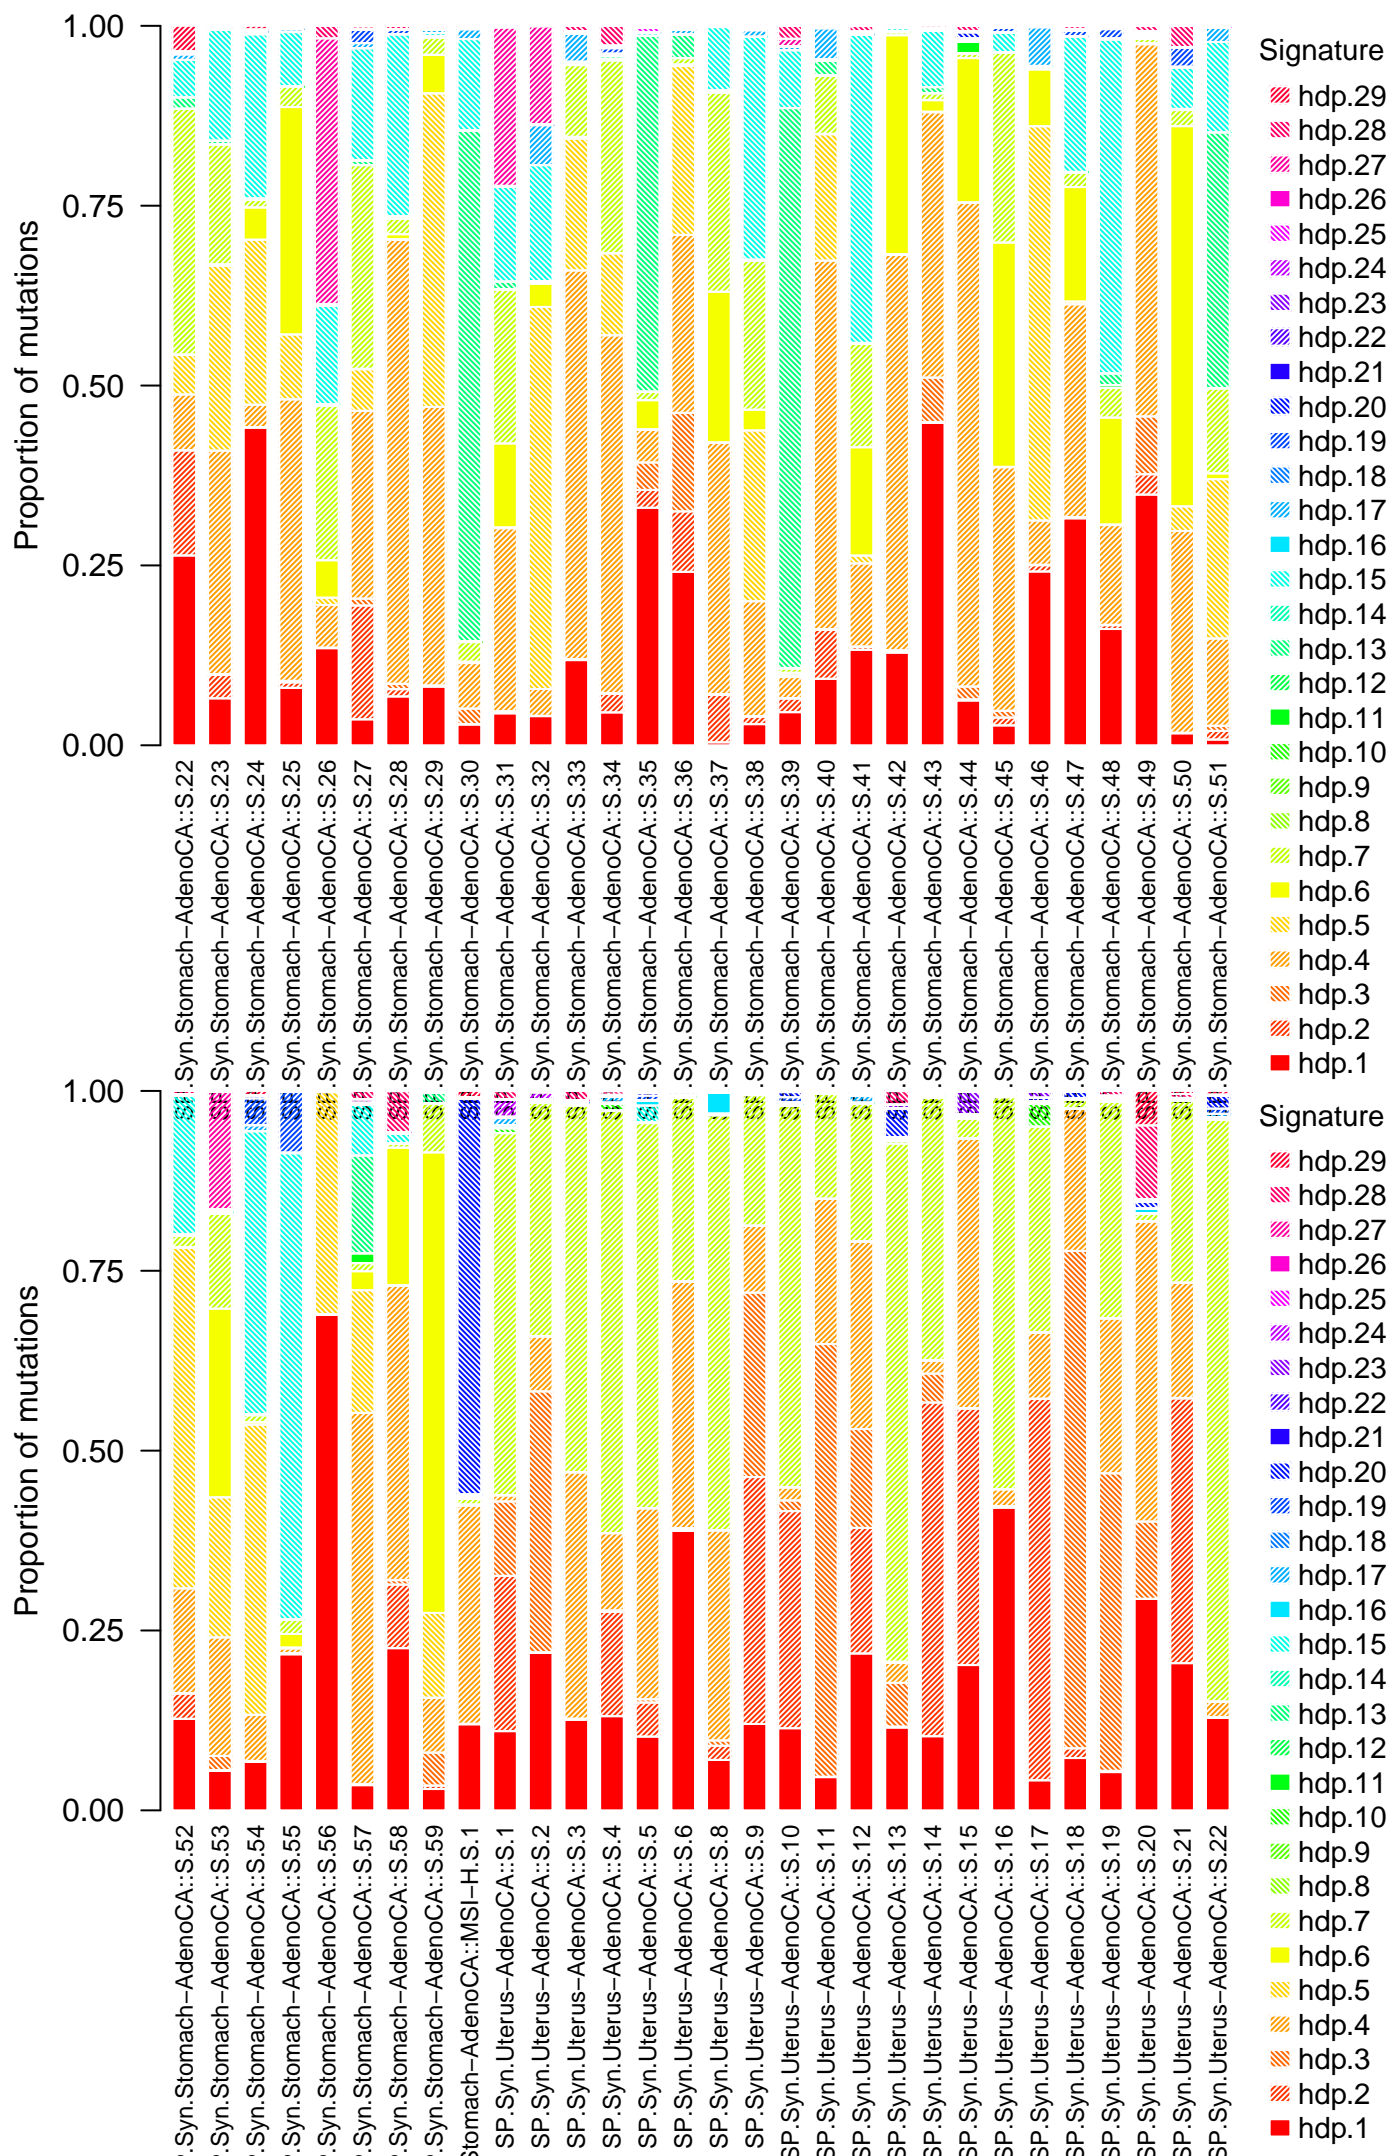 Proportion of mutations
1.00
0.75
0.50
0.25
0.00
.Syn.Stomach−AdenoCA::S.22
.Syn.Stomach−AdenoCA::S.23
.Syn.Stomach−AdenoCA::S.24
.Syn.Stomach−AdenoCA::S.25
.Syn.Stomach−AdenoCA::S.26
.Syn.Stomach−AdenoCA::S.27
.Syn.Stomach−AdenoCA::S.28
.Syn.Stomach−AdenoCA::S.29
.Syn.Stomach−AdenoCA::S.30
.Syn.Stomach−AdenoCA::S.31
.Syn.Stomach−AdenoCA::S.32
.Syn.Stomach−AdenoCA::S.33
.Syn.Stomach−AdenoCA::S.34
.Syn.Stomach−AdenoCA::S.35
.Syn.Stomach−AdenoCA::S.36
.Syn.Stomach−AdenoCA::S.37
.Syn.Stomach−AdenoCA::S.38
.Syn.Stomach−AdenoCA::S.39
.Syn.Stomach−AdenoCA::S.40
.Syn.Stomach−AdenoCA::S.41
.Syn.Stomach−AdenoCA::S.42
.Syn.Stomach−AdenoCA::S.43
.Syn.Stomach−AdenoCA::S.44
.Syn.Stomach−AdenoCA::S.45
.Syn.Stomach−AdenoCA::S.46
.Syn.Stomach−AdenoCA::S.47
.Syn.Stomach−AdenoCA::S.48
.Syn.Stomach−AdenoCA::S.49
.Syn.Stomach−AdenoCA::S.50
.Syn.Stomach−AdenoCA::S.51
Signature
hdp.29
hdp.28
hdp.27
hdp.26
hdp.25
hdp.24
hdp.23
hdp.22
hdp.21
hdp.20
hdp.19
hdp.18
hdp.17
hdp.16
hdp.15
hdp.14
hdp.13
hdp.12
hdp.11
hdp.10
hdp.9
hdp.8
hdp.7
hdp.6
hdp.5
hdp.4
hdp.3
hdp.2
hdp.1
Proportion of mutations
1.00
0.75
0.50
0.25
0.00
.Syn.Stomach−AdenoCA::S.52
.Syn.Stomach−AdenoCA::S.53
.Syn.Stomach−AdenoCA::S.54
.Syn.Stomach−AdenoCA::S.55
.Syn.Stomach−AdenoCA::S.56
.Syn.Stomach−AdenoCA::S.57
.Syn.Stomach−AdenoCA::S.58
.Syn.Stomach−AdenoCA::S.59
Stomach−AdenoCA::MSI−H.S.1
SP.Syn.Uterus−AdenoCA::S.1
SP.Syn.Uterus−AdenoCA::S.2
SP.Syn.Uterus−AdenoCA::S.3
SP.Syn.Uterus−AdenoCA::S.4
SP.Syn.Uterus−AdenoCA::S.5
SP.Syn.Uterus−AdenoCA::S.6
SP.Syn.Uterus−AdenoCA::S.8
SP.Syn.Uterus−AdenoCA::S.9
SP.Syn.Uterus−AdenoCA::S.10
SP.Syn.Uterus−AdenoCA::S.11
SP.Syn.Uterus−AdenoCA::S.12
SP.Syn.Uterus−AdenoCA::S.13
SP.Syn.Uterus−AdenoCA::S.14
SP.Syn.Uterus−AdenoCA::S.15
SP.Syn.Uterus−AdenoCA::S.16
SP.Syn.Uterus−AdenoCA::S.17
SP.Syn.Uterus−AdenoCA::S.18
SP.Syn.Uterus−AdenoCA::S.19
SP.Syn.Uterus−AdenoCA::S.20
SP.Syn.Uterus−AdenoCA::S.21
SP.Syn.Uterus−AdenoCA::S.22
Signature
hdp.29
hdp.28
hdp.27
hdp.26
hdp.25
hdp.24
hdp.23
hdp.22
hdp.21
hdp.20
hdp.19
hdp.18
hdp.17
hdp.16
hdp.15
hdp.14
hdp.13
hdp.12
hdp.11
hdp.10
hdp.9
hdp.8
hdp.7
hdp.6
hdp.5
hdp.4
hdp.3
hdp.2
hdp.1